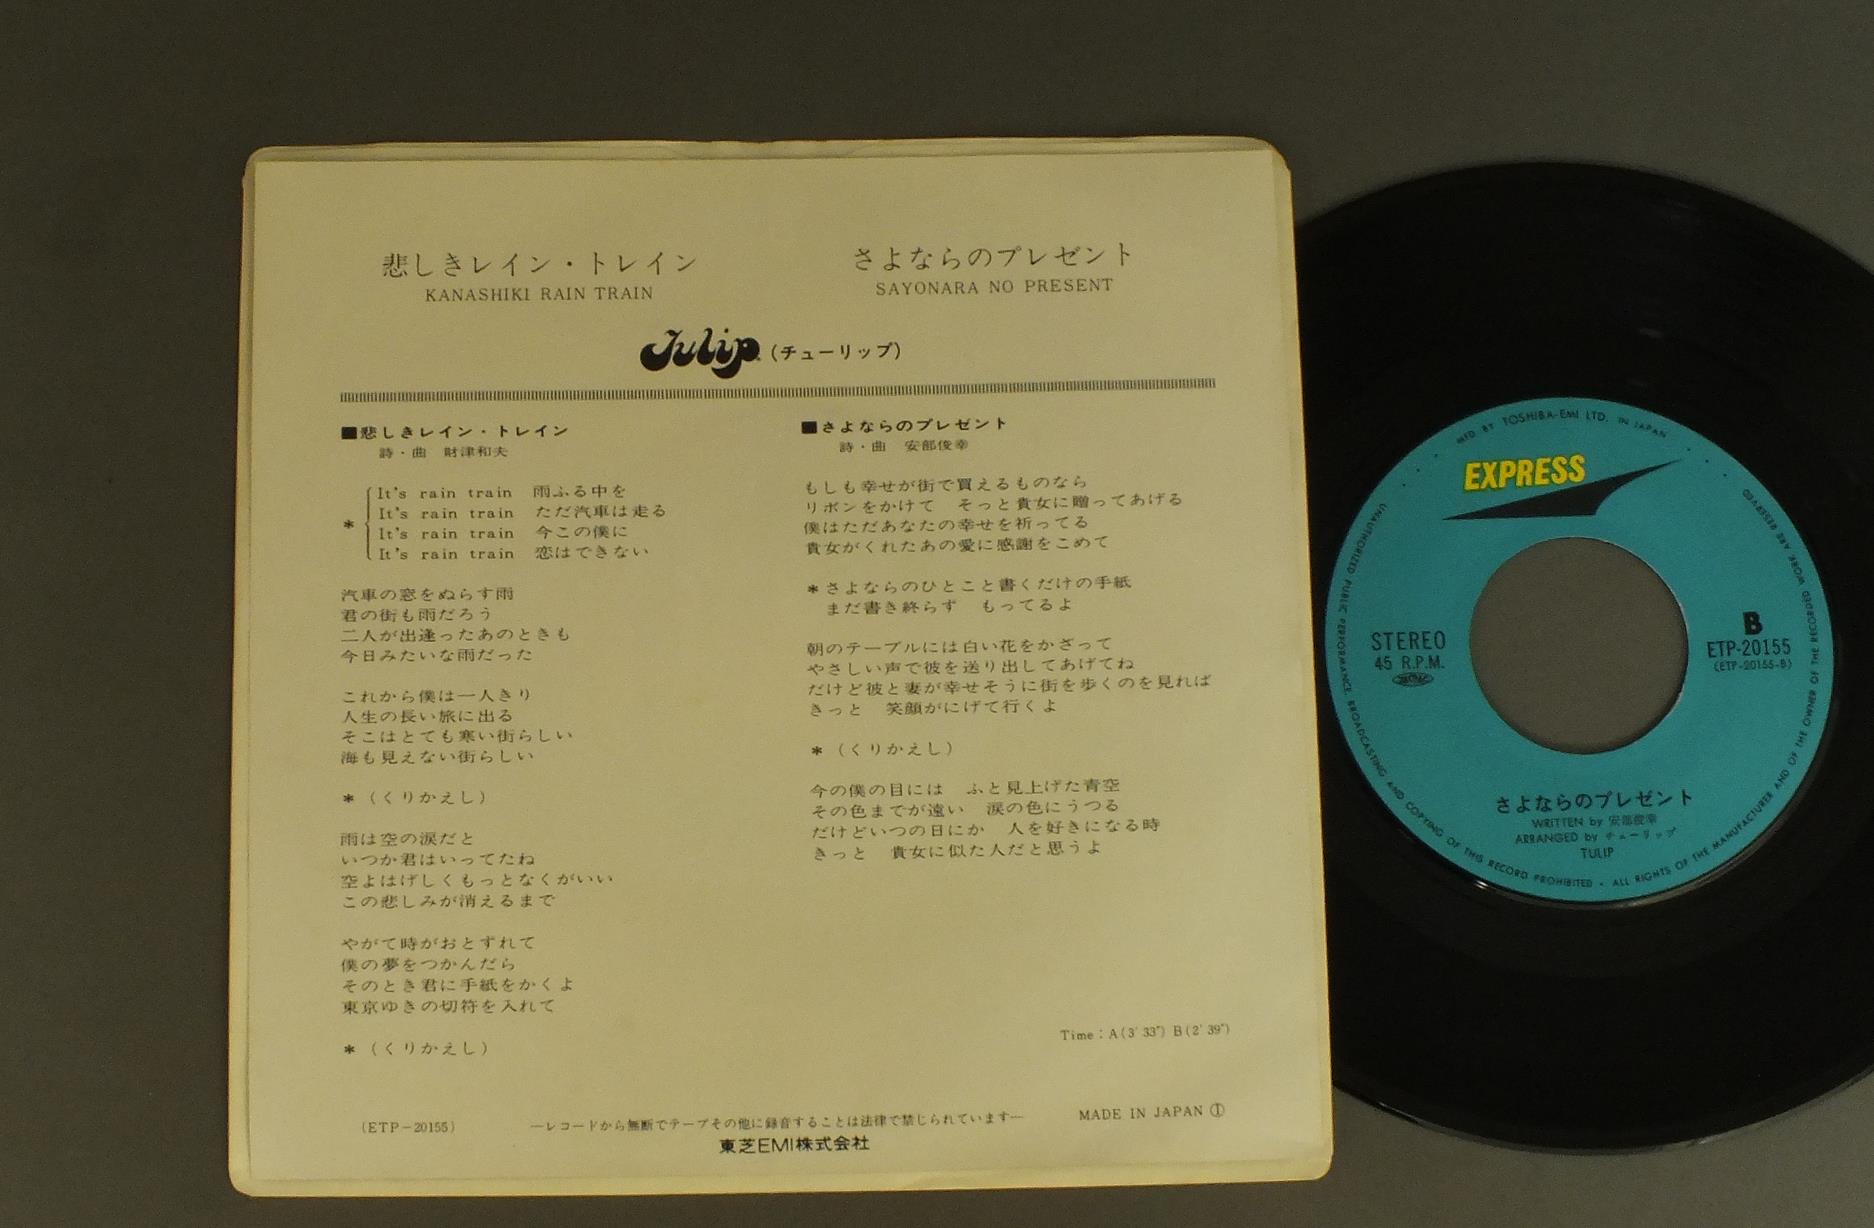 悲しきレイン・トレイン
KANASHIKI RAIN TRAIN
さよならのプレゼント
SAYONARA NO PRESENT
Tulip (チューリップ)
■悲しきレイン・トレイン
詩・曲 財津和夫
It's rain train 雨ふる中を
It's rain train ただ汽車は走る
* It's rain train 今この僕に
It's rain train 恋はできない
汽車の窓をぬらす雨
君の街も雨だろう
二人が出逢ったあのときも
今日みたいな雨だった
これから僕は一人きり
人生の長い旅に出る
そこはとても寒い街らしい
海も見えない街らしい
*(くりかえし)
雨は空の涙だと
いつか君はいってたね
空よはげしくもっとなくがいい
この悲しみが消えるまで
やがて時がおとずれて
僕の夢をつかんだら
そのとき君に手紙をかくよ
東京ゆきの切符を入れて
*(くりかえし)
■さよならのプレゼント
詩・曲 安部俊幸
もしも幸せが街で買えるものなら
リボンをかけて そっと貴女に贈ってあげる
僕はただあなたの幸せを祈ってる
貴女がくれたあの愛に感謝をこめて
*さよならのひとこと書くだけの手紙
まだ書き終らず もってるよ
朝のテーブルには白い花をかざって
やさしい声で彼を送り出してあげてね
だけど彼と妻が幸せそうに街を歩くのを見れば
きっと 笑顔がにげて行くよ
*(くりかえし)
今の僕の目には ふと見上げた青空
その色までが遠い 涙の色にうつる
だけどいつの日にか 人を好きになる時
きっと 貴女に似た人だと思うよ
Time:A(3'33") B(2'39")
(ETP-20155)
—レコードから無断でテープその他に録音することは法律で禁じられています—
MADE IN JAPAN Ⓣ
東芝EMI株式会社
MFD BY TOSHIBA-EMI LTD. IN JAPAN
EXPRESS
STEREO
45 R.P.M.
B
ETP-20155
(ETP-20155-B)
さよならのプレゼント
WRITTEN by 安部俊幸
ARRANGED by チューリップ
TULIP
UNAUTHORIZED PUBLIC PERFORMANCE, BROADCASTING AND COPYING OF THIS RECORD PROHIBITED • ALL RIGHTS OF THE MANUFACTURER AND OF THE OWNER OF THE RECORDED WORK ARE RESERVED